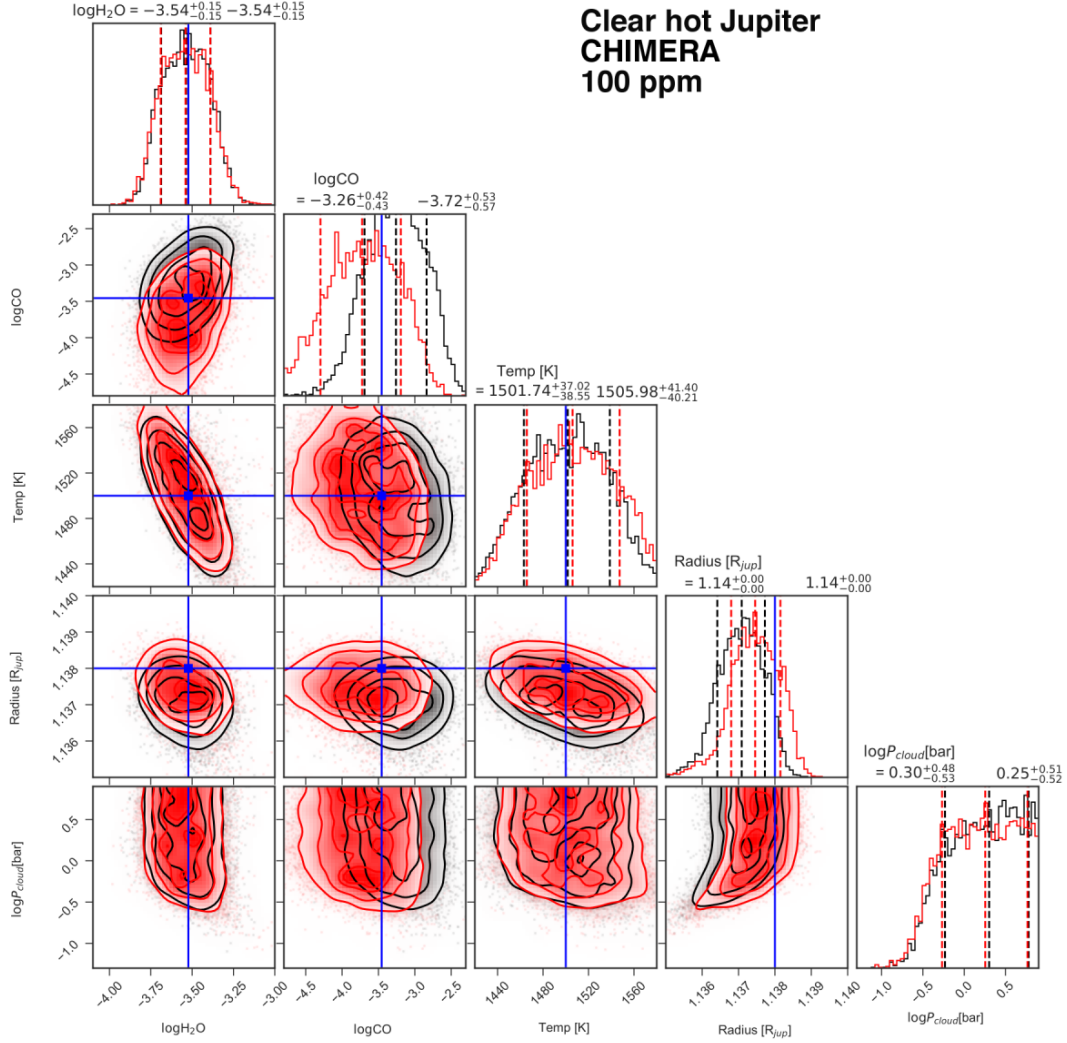 logH₂O = −3.54+0.15−0.15 −3.54+0.15−0.15
Clear hot Jupiter
CHIMERA
100 ppm
logCO
= −3.26+0.42−0.43 −3.72+0.53−0.57
−2.5
−3.0
−3.5
−4.0
−4.5
logCO
Temp [K]
= 1501.74+37.02−38.55 1505.98+41.40−40.21
1560
1520
1480
1440
Temp [K]
Radius [Rjup]
= 1.14+0.00−0.00 1.14+0.00−0.00
1.140
1.139
1.138
1.137
1.136
Radius [Rjup]
logPcloud[bar]
= 0.30+0.48−0.53 0.25+0.51−0.52
0.5
0.0
−0.5
−1.0
logPcloud[bar]
−4.00 −3.75 −3.50 −3.25 −3.00
−4.5 −4.0 −3.5 −3.0 −2.5
1440 1480 1520 1560
1.136 1.137 1.138 1.139 1.140
−1.0 −0.5 0.0 0.5
logH₂O
logCO
Temp [K]
Radius [Rjup]
logPcloud[bar]